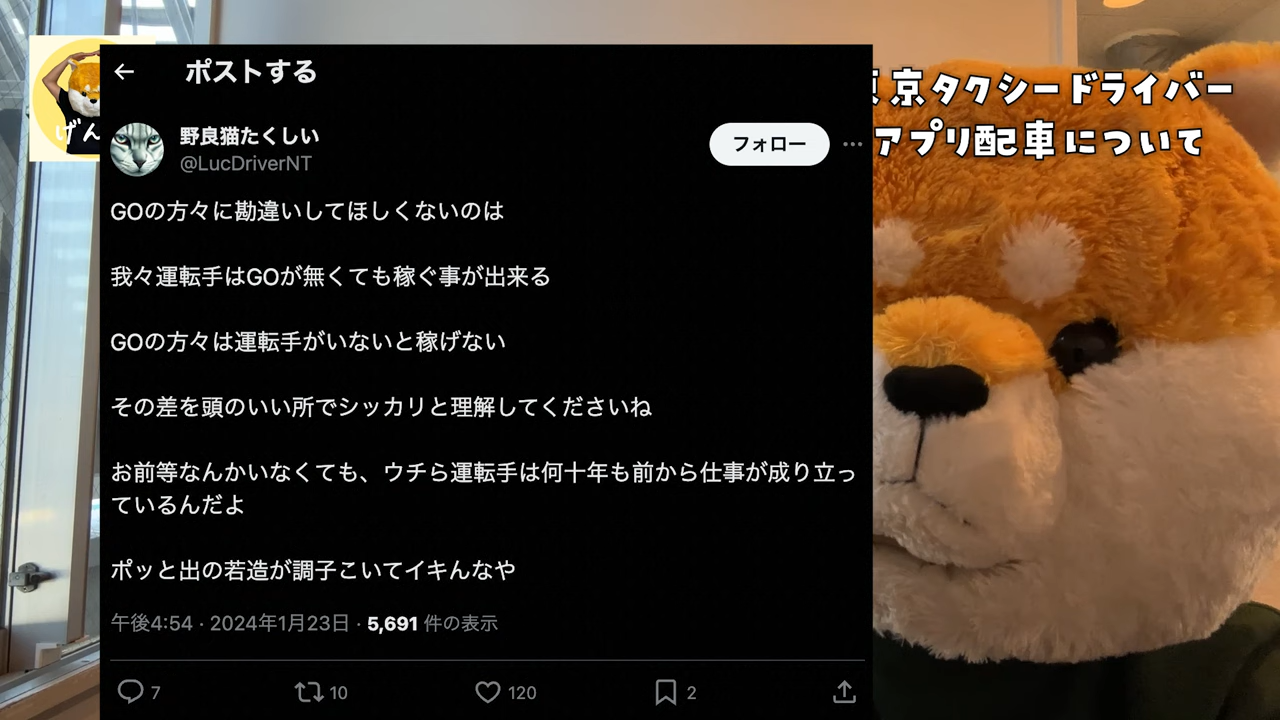 ポストする
野良猫たくしい
@LucDriverNT
フォロー
GOの方々に勘違いしてほしくないのは
我々運転手はGOが無くても稼ぐ事が出来る
GOの方々は運転手がいないと稼げない
その差を頭のいい所でシッカリと理解してくださいね
お前等なんかいなくても、ウチら運転手は何十年も前から仕事が成り立っ
ているんだよ
ポッと出の若造が調子こいてイキんなや
午後4:54 · 2024年1月23日 · 5,691 件の表示
7
10
120
2
東京タクシードライバー
アプリ配車について
げん